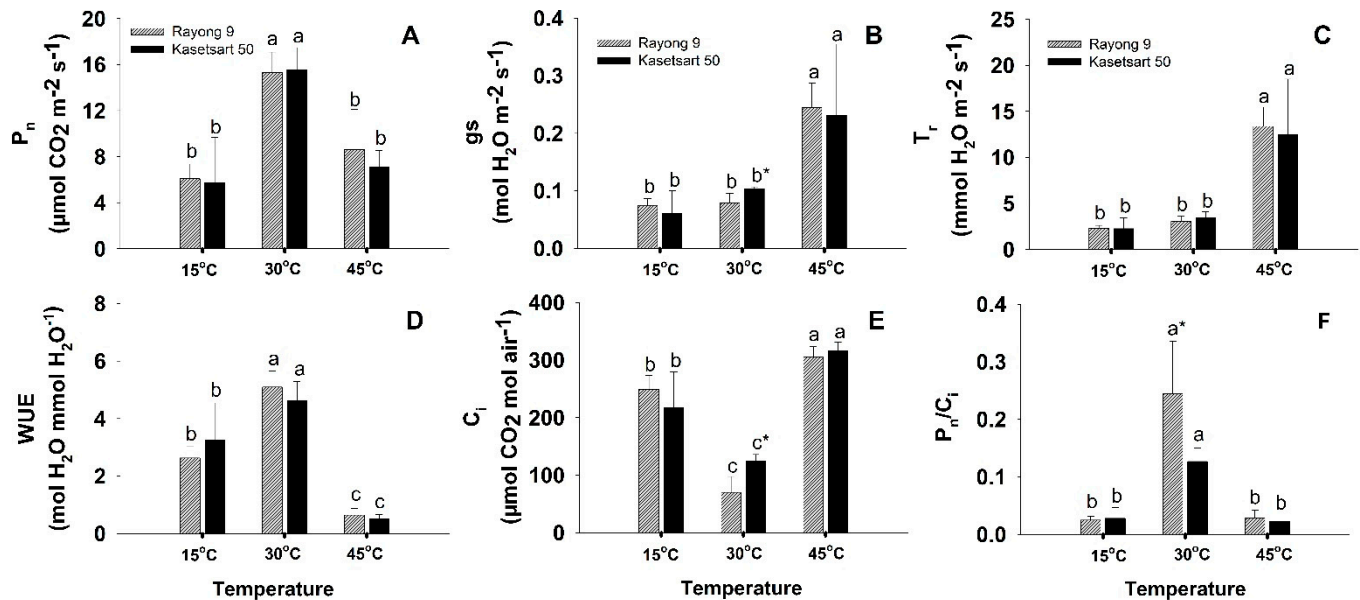 A
Rayong 9
Kasetsart 50
Pn
(µmol CO2 m-2 s-1)
20
16
12
8
4
0
b b
a a
b b
15°C 30°C 45°C
B
Rayong 9
Kasetsart 50
gs
(mol H2O m-2 s-1)
0.4
0.3
0.2
0.1
0.0
b b
b b*
a a
15°C 30°C 45°C
C
Rayong 9
Kasetsart 50
Tr
(mmol H2O m-2 s-1)
25
20
15
10
5
0
b b
b b
a a
15°C 30°C 45°C
D
WUE
(mol H2O mmol H2O-1)
8
6
4
2
0
b b
a a
c c
15°C 30°C 45°C
Temperature
E
Ci
(µmol CO2 mol air-1)
400
300
200
100
0
b b
c c*
a a
15°C 30°C 45°C
Temperature
F
Pn/Ci
0.4
0.3
0.2
0.1
0.0
b b
a* a
b b
15°C 30°C 45°C
Temperature